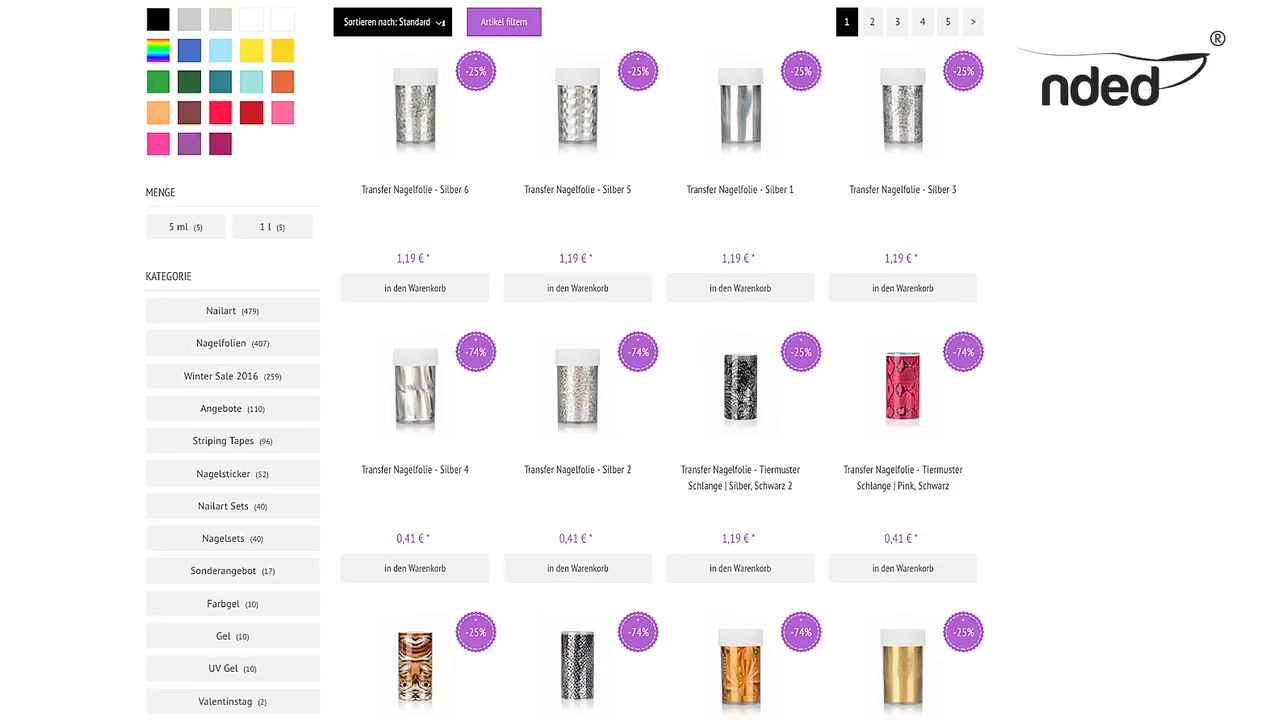 Sortieren nach: Standard
Artikel filtern
1 2 3 4 5 >
®
nded
MENGE
5 ml (5) 1 l (5)
KATEGORIE
Nailart (479)
Nagelfolien (407)
Winter Sale 2016 (259)
Angebote (110)
Striping Tapes (96)
Nagelsticker (52)
Nailart Sets (40)
Nagelsets (40)
Sonderangebot (17)
Farbgel (10)
Gel (10)
UV Gel (10)
Valentinstag (2)
-25% -25% -25% -25%
Transfer Nagelfolie - Silber 6
1,19 € *
in den Warenkorb
Transfer Nagelfolie - Silber 5
1,19 € *
in den Warenkorb
Transfer Nagelfolie - Silber 1
1,19 € *
in den Warenkorb
Transfer Nagelfolie - Silber 3
1,19 € *
in den Warenkorb
-74% -74% -25% -74%
Transfer Nagelfolie - Silber 4
0,41 € *
in den Warenkorb
Transfer Nagelfolie - Silber 2
0,41 € *
in den Warenkorb
Transfer Nagelfolie - Tiermuster
Schlange | Silber, Schwarz 2
1,19 € *
in den Warenkorb
Transfer Nagelfolie - Tiermuster
Schlange | Pink, Schwarz
0,41 € *
in den Warenkorb
-25% -74% -74% -25%